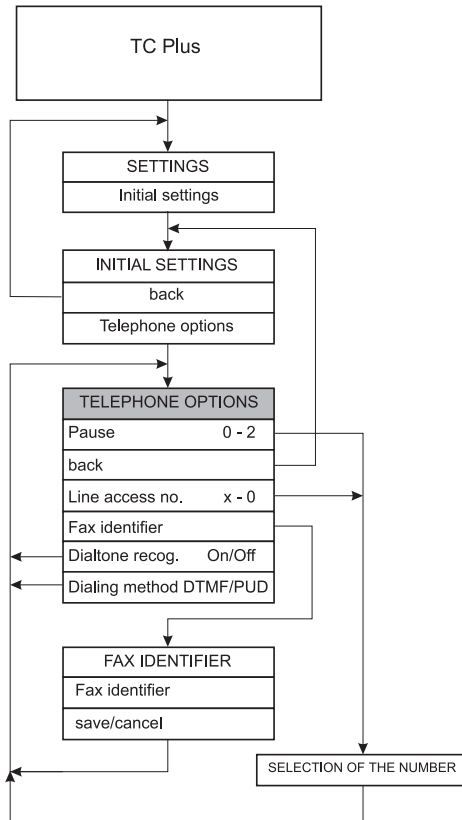 TC Plus
SETTINGS
Initial settings
INITIAL SETTINGS
back
Telephone options
TELEPHONE OPTIONS
Pause 0 - 2
back
Line access no. x - 0
Fax identifier
Dialtone recog. On/Off
Dialing method DTMF/PUD
FAX IDENTIFIER
Fax identifier
save/cancel
SELECTION OF THE NUMBER